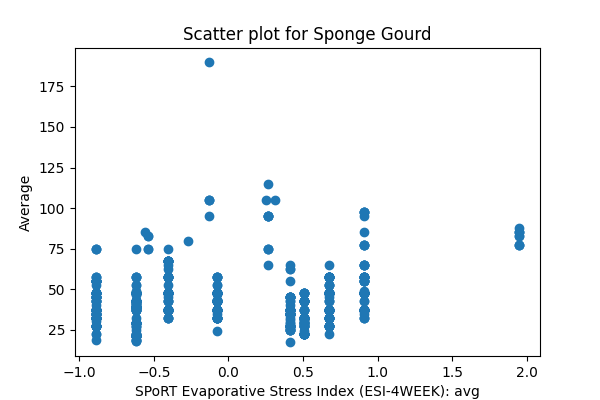 Scatter plot for Sponge Gourd
175
150
125
100
75
50
25
Average
−1.0 −0.5 0.0 0.5 1.0 1.5 2.0
SPoRT Evaporative Stress Index (ESI-4WEEK): avg